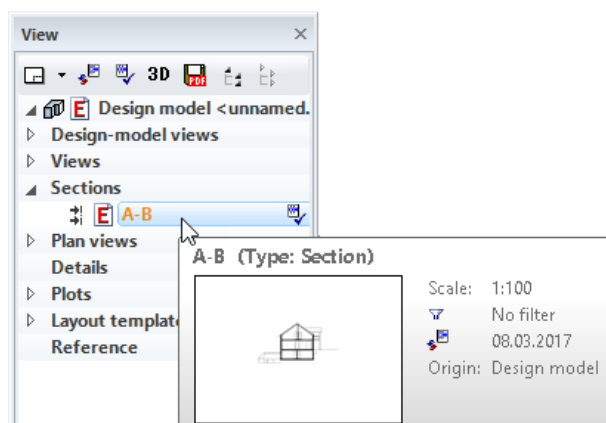 View
3D
PDF
E Design model <unnamed.
Design-model views
Views
Sections
E A-B
Plan views
Details
Plots
Layout templat
Reference
A-B (Type: Section)
Scale: 1:100
No filter
08.03.2017
Origin: Design model